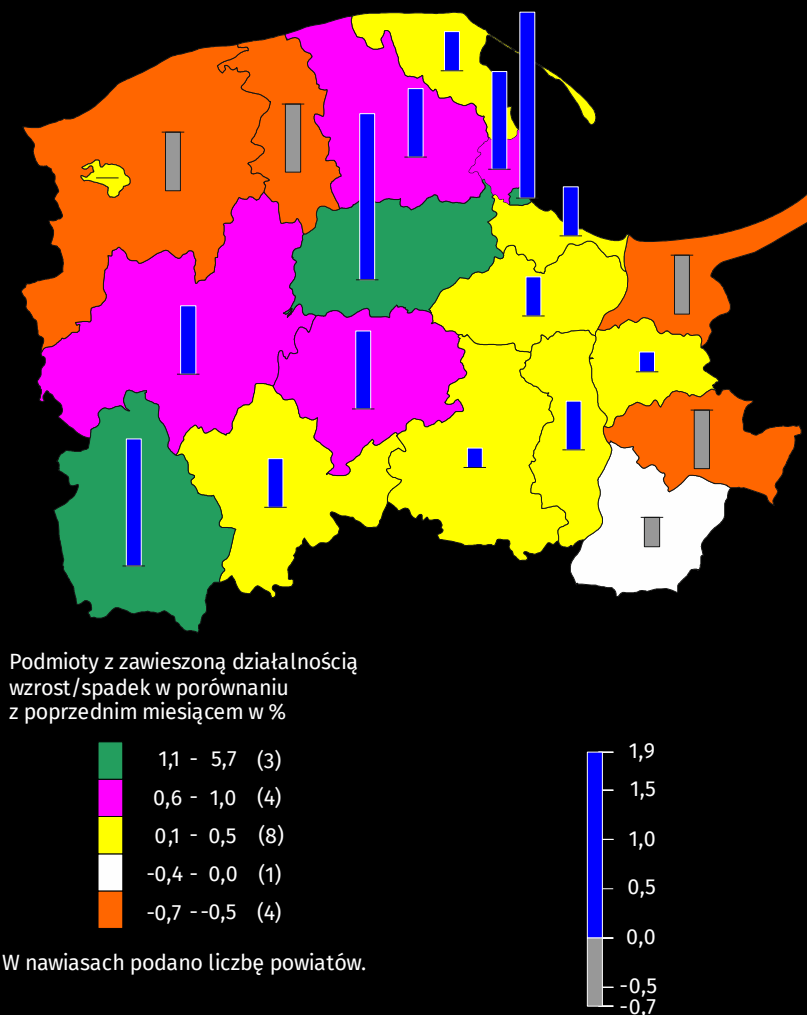 Podmioty z zawieszoną działalnością
wzrost/spadek w porównaniu
z poprzednim miesiącem w %
1,1 - 5,7 (3)
0,6 - 1,0 (4)
0,1 - 0,5 (8)
-0,4 - 0,0 (1)
-0,7 --0,5 (4)
W nawiasach podano liczbę powiatów.
1,9
1,5
1,0
0,5
0,0
-0,5
-0,7